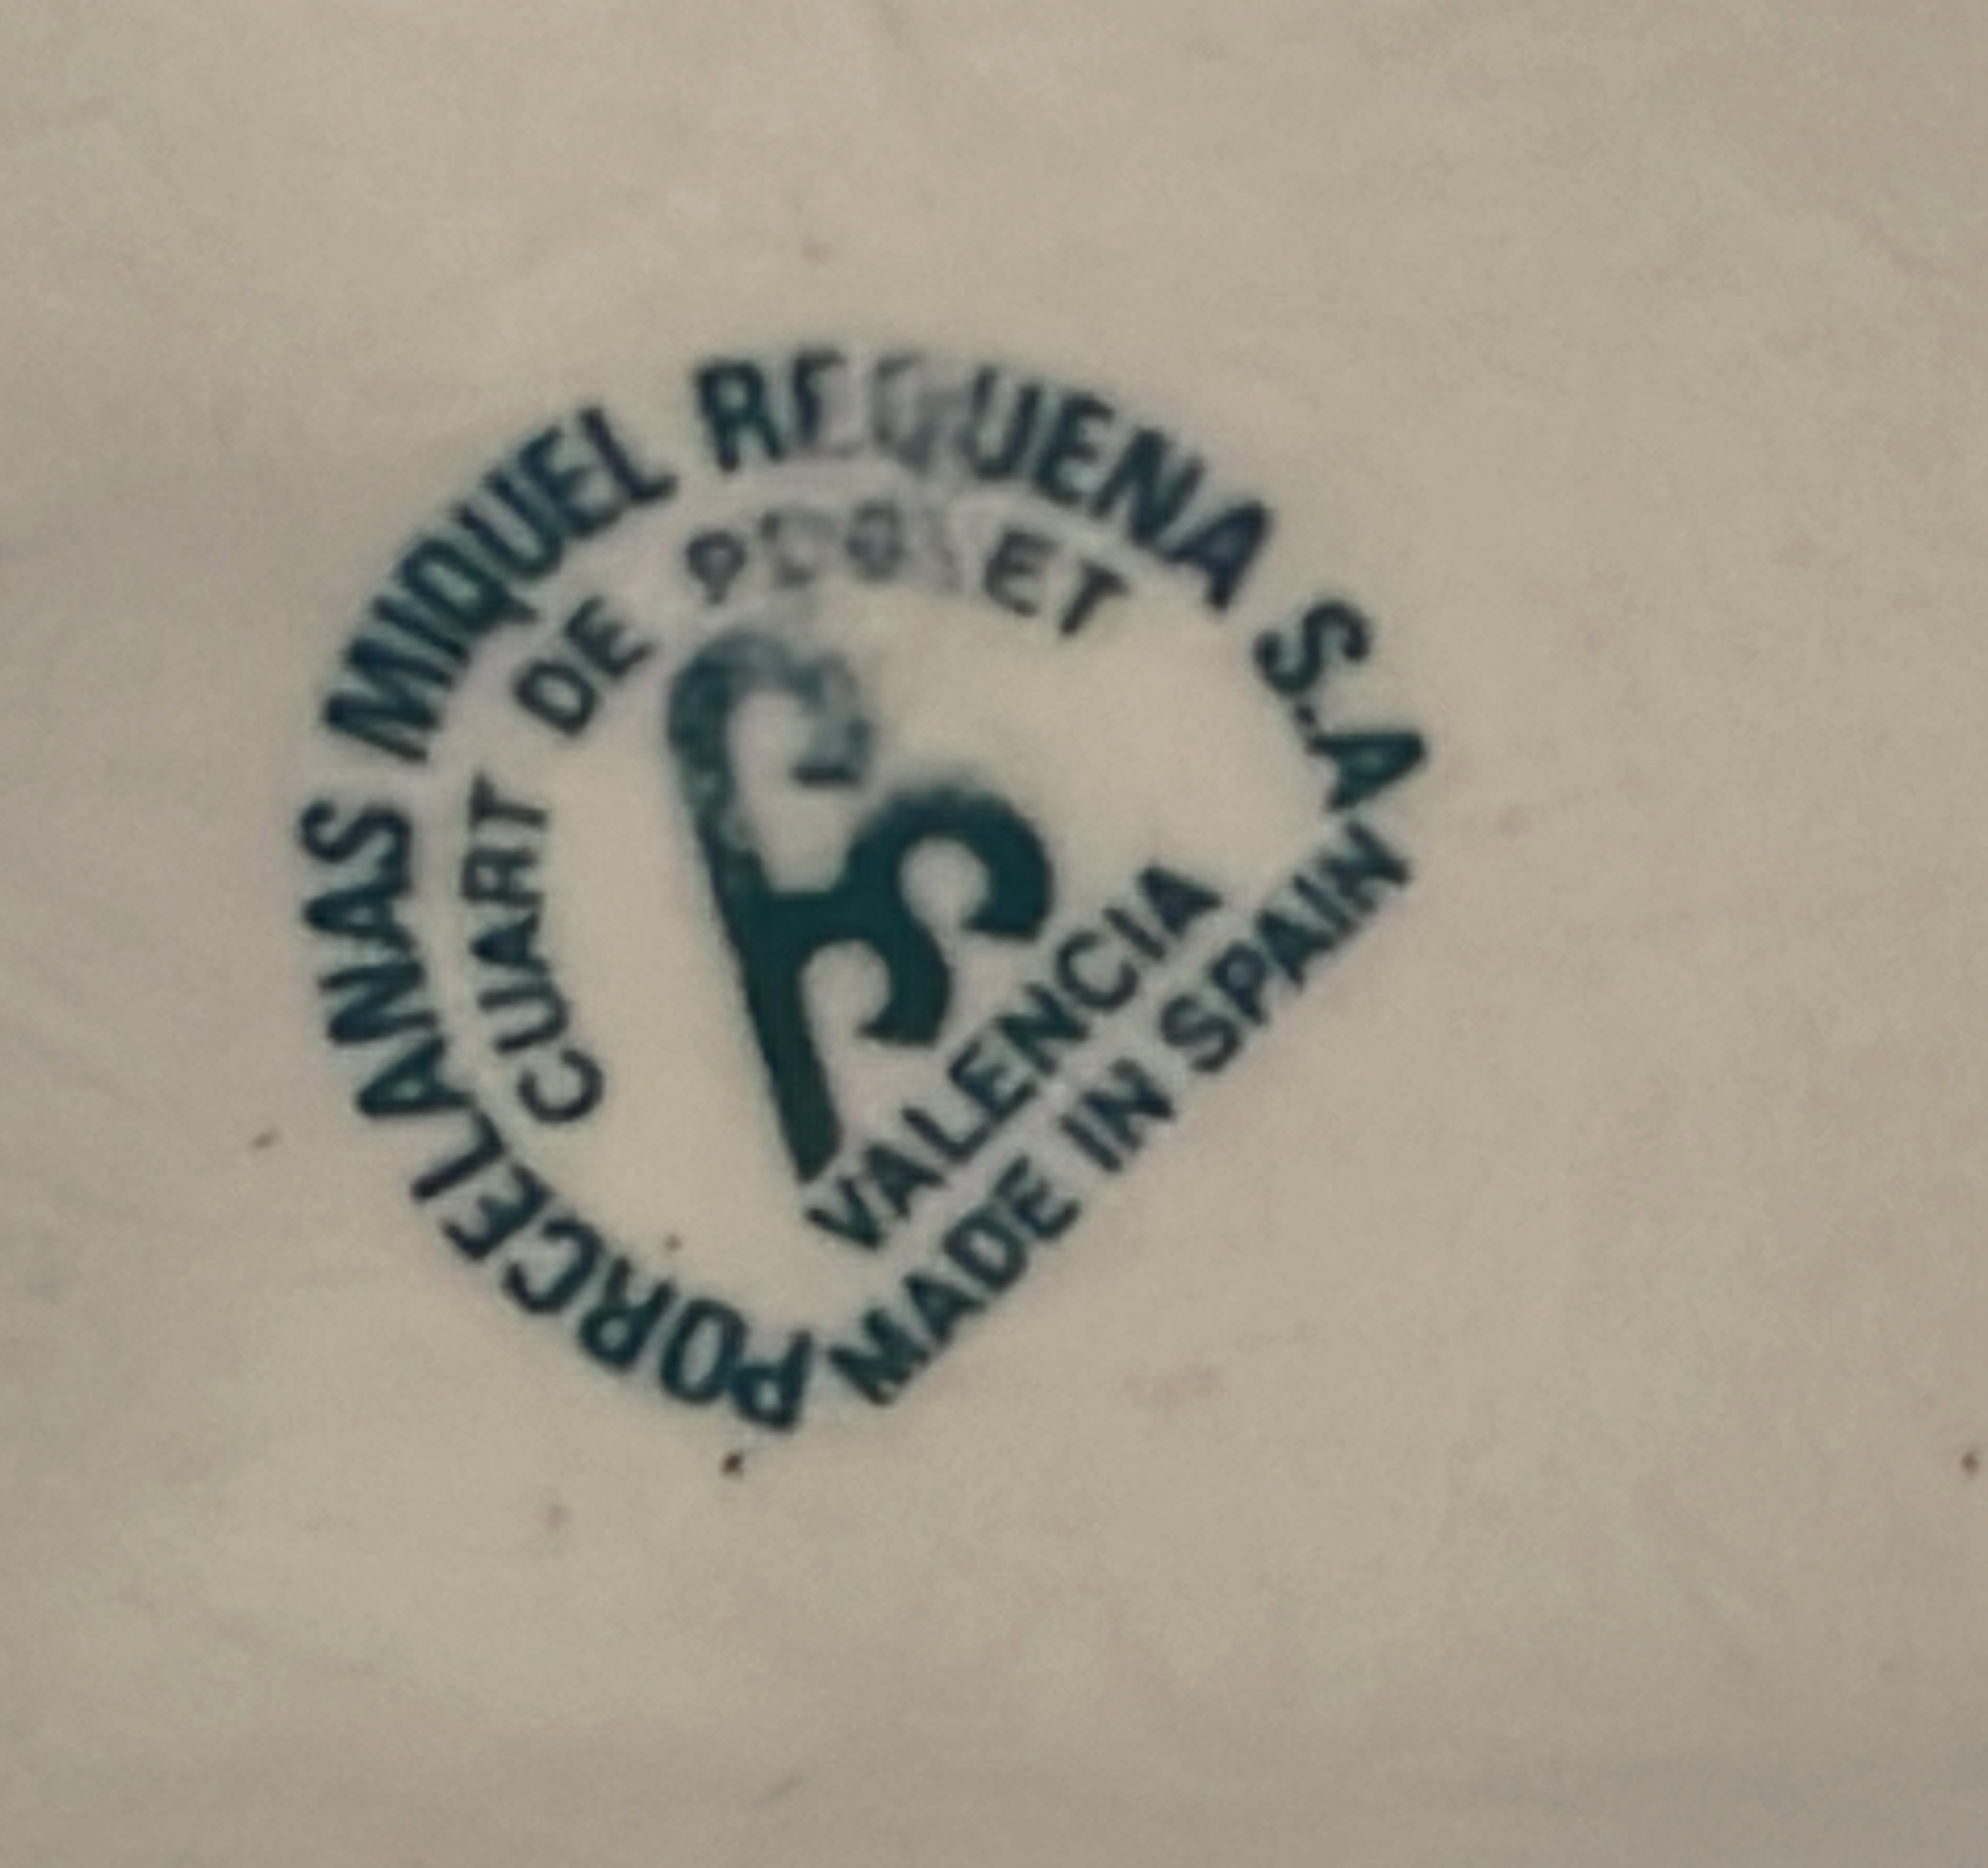 PORCELANAS MIQUEL REQUENA S.A
CUART DE POBLET
VALENCIA
MADE IN SPAIN